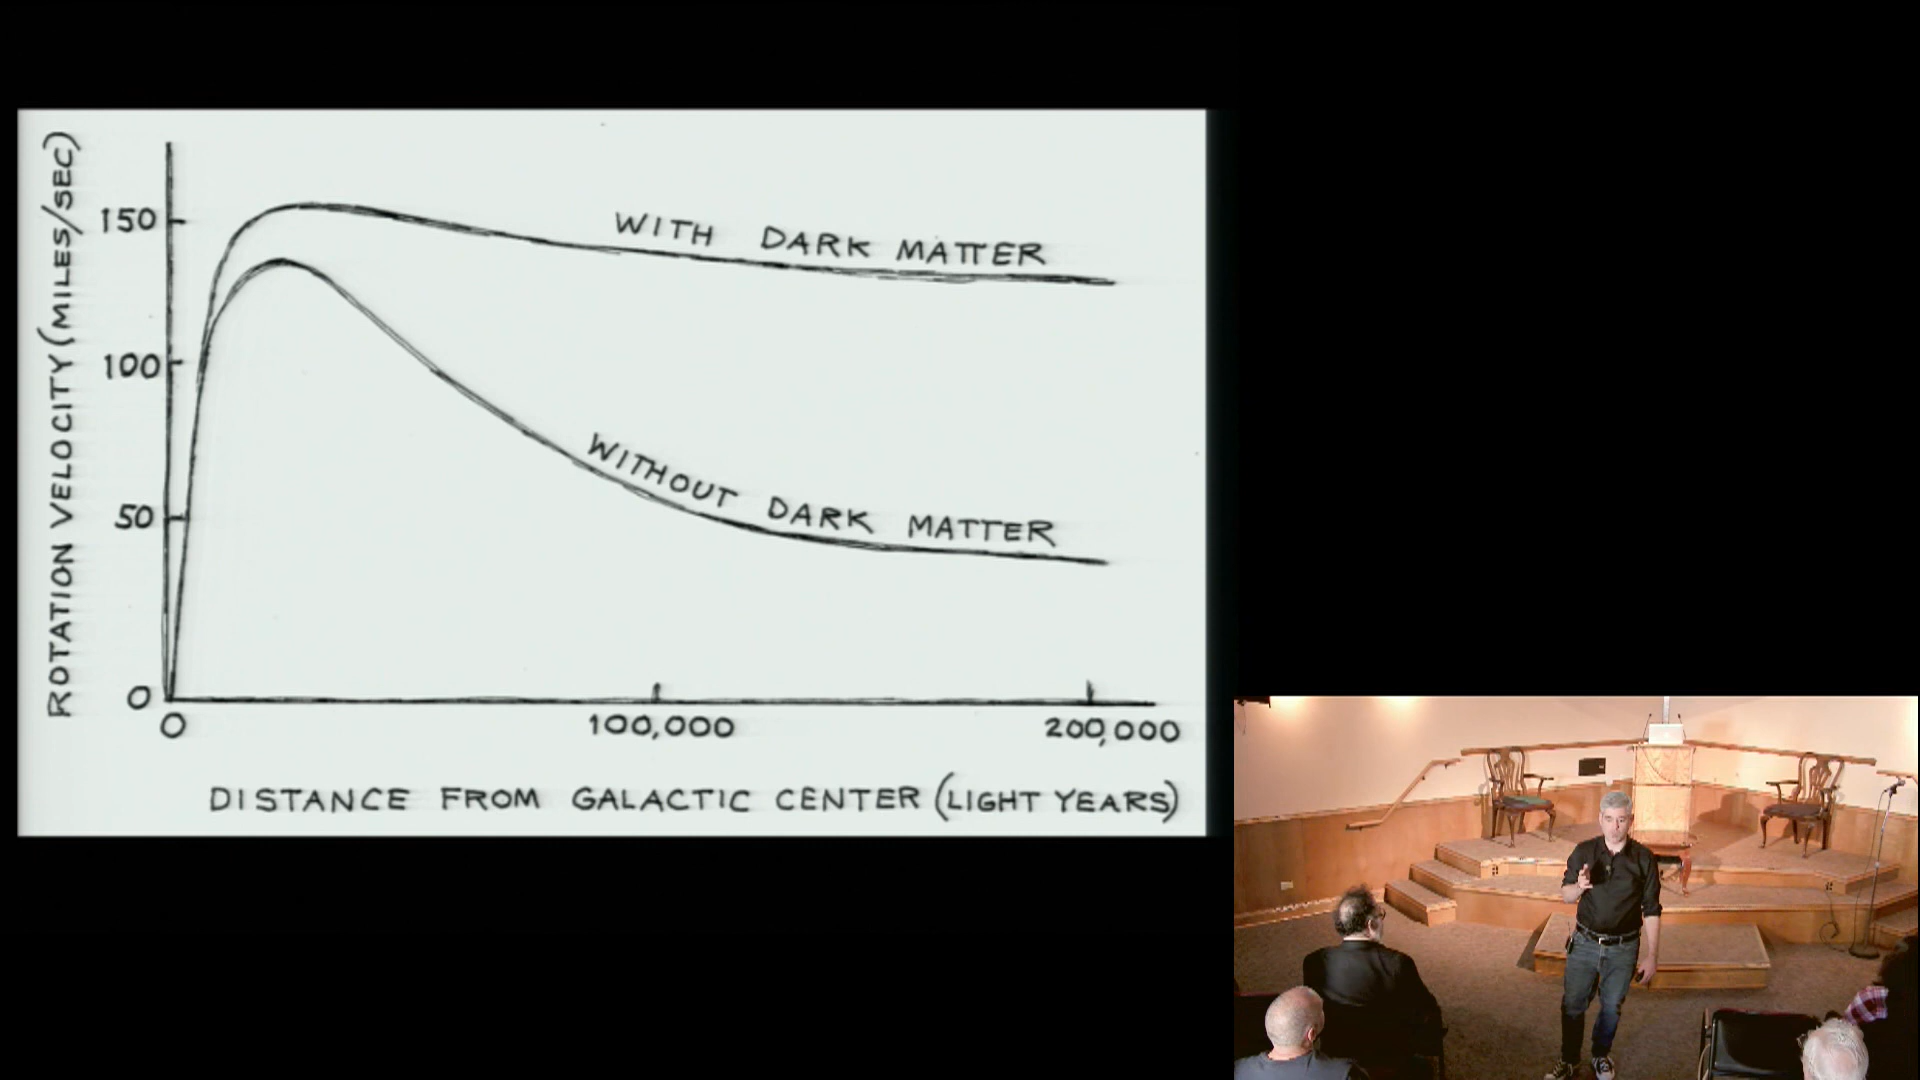 ROTATION VELOCITY (MILES/SEC)
150
100
50
0
WITH DARK MATTER
WITHOUT DARK MATTER
0
100,000
200,000
DISTANCE FROM GALACTIC CENTER (LIGHT YEARS)